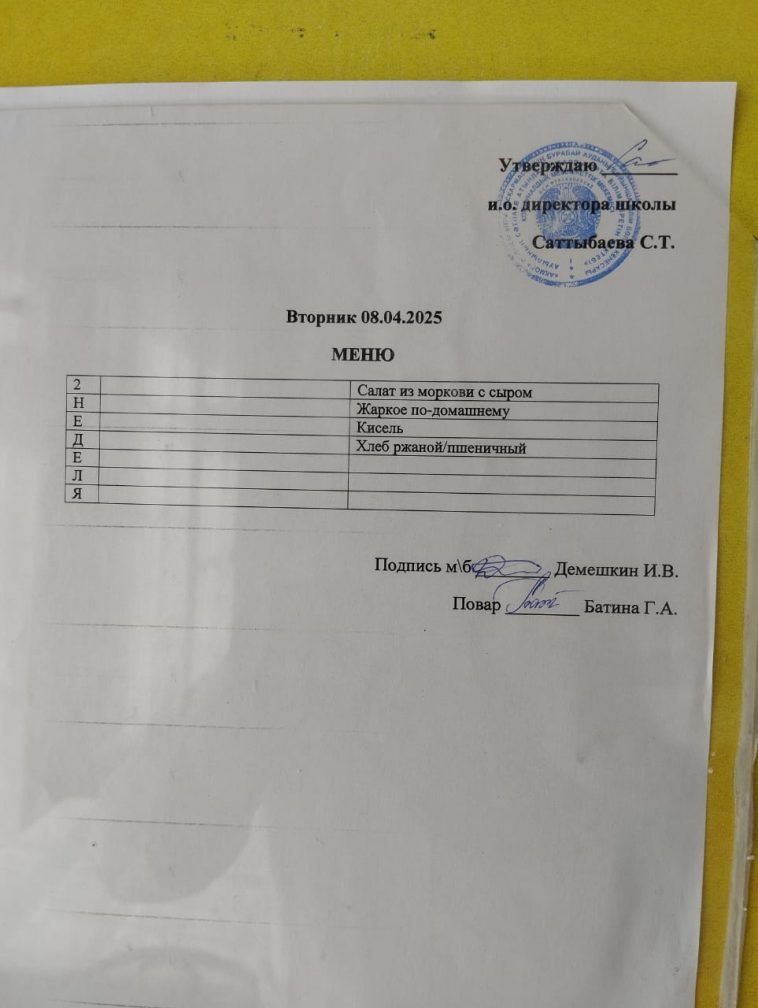 Утверждаю
и.о. директора школы
Саттыбаева С.Т.
Вторник 08.04.2025
МЕНЮ
2 Салат из моркови с сыром
Н Жаркое по-домашнему
Е Кисель
Д Хлеб ржаной/пшеничный
Е
Л
Я
Подпись м\б Демешкин И.В.
Повар Батина Г.А.